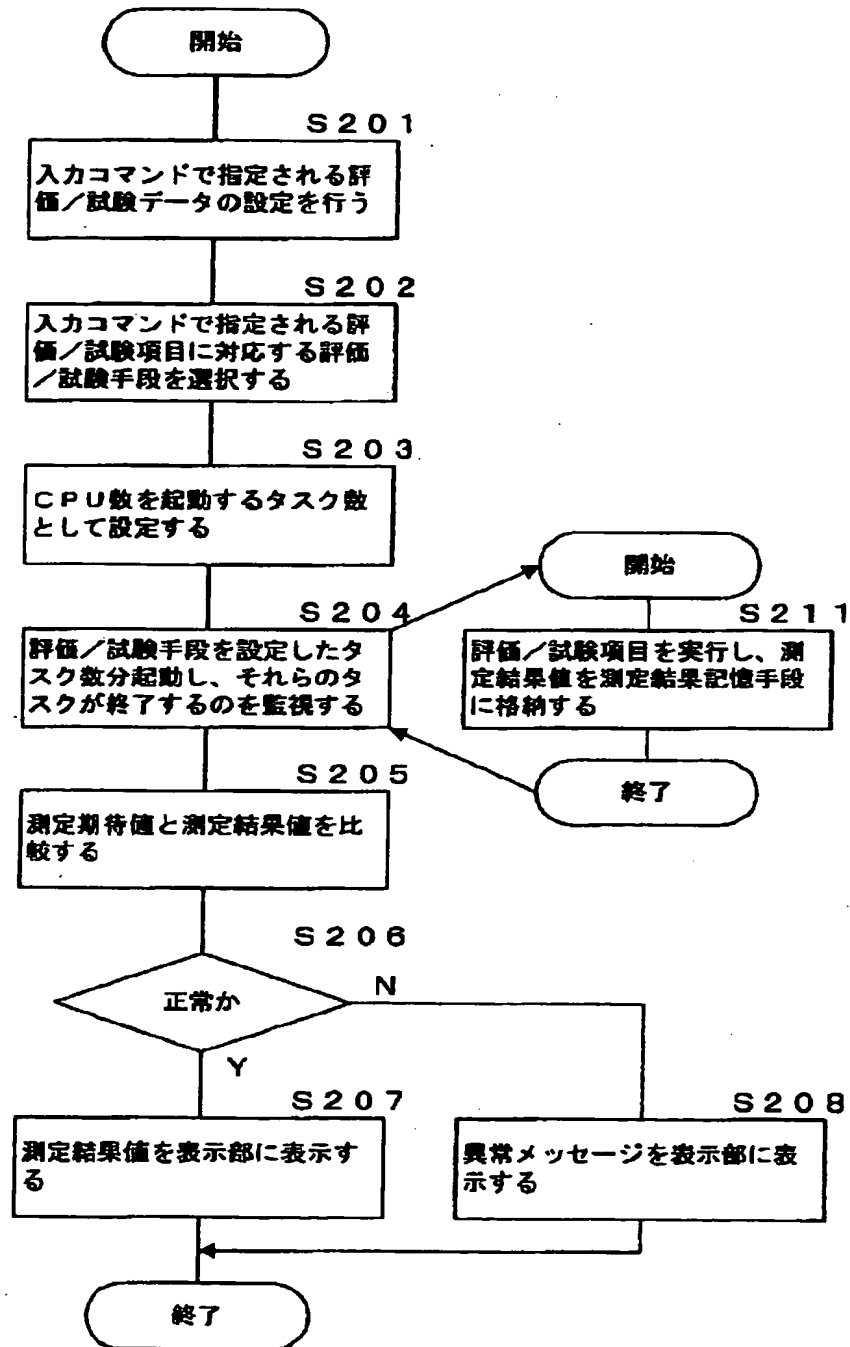 開始
S201
入力コマンドで指定される評
価／試験データの設定を行う
S202
入力コマンドで指定される評
価／試験項目に対応する評価
／試験手段を選択する
S203
CPU数を起動するタスク数
として設定する
S204
評価／試験手段を設定したタ
スク数分起動し、それらのタ
スクが終了するのを監視する
開始
S211
評価／試験項目を実行し、測
定結果値を測定結果記憶手段
に格納する
終了
S205
測定期待値と測定結果値を比
較する
S206
正常か
N
Y
S207
測定結果値を表示部に表示す
る
S208
異常メッセージを表示部に表
示する
終了